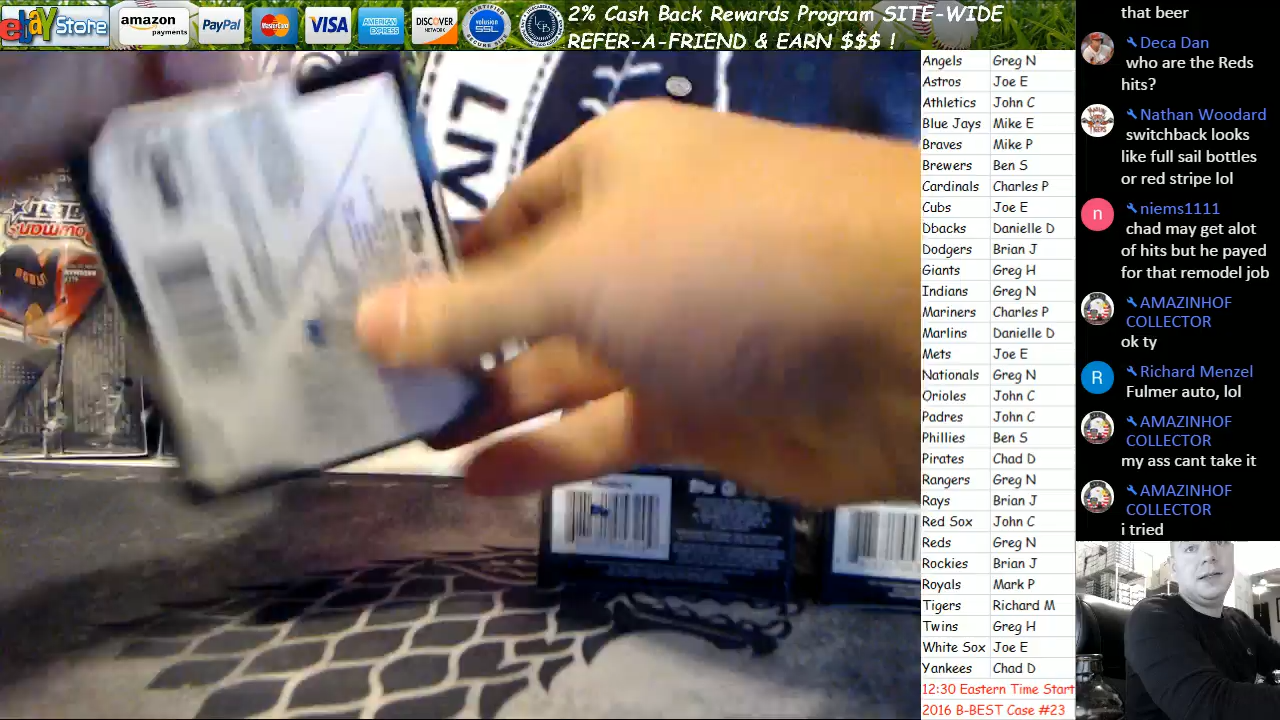 ebay Store
amazon
payments
PayPal
MasterCard
VISA
AMERICAN
EXPRESS
DISCOVER
NETWORK
volusion
SSL
2% Cash Back Rewards Program SITE-WIDE
REFER-A-FRIEND & EARN $$$ !
LIV
Angels Greg N
Astros Joe E
Athletics John C
Blue Jays Mike E
Braves Mike P
Brewers Ben S
Cardinals Charles P
Cubs Joe E
Dbacks Danielle D
Dodgers Brian J
Giants Greg H
Indians Greg N
Mariners Charles P
Marlins Danielle D
Mets Joe E
Nationals Greg N
Orioles John C
Padres John C
Phillies Ben S
Pirates Chad D
Rangers Greg N
Rays Brian J
Red Sox John C
Reds Greg N
Rockies Brian J
Royals Mark P
Tigers Richard M
Twins Greg H
White Sox Joe E
Yankees Chad D
12:30 Eastern Time Start
2016 B-BEST Case #23
that beer
Deca Dan
who are the Reds
hits?
Nathan Woodard
switchback looks
like full sail bottles
or red stripe lol
n
niems1111
chad may get alot
of hits but he payed
for that remodel job
AMAZINHOF
COLLECTOR
ok ty
R
Richard Menzel
Fulmer auto, lol
AMAZINHOF
COLLECTOR
my ass cant take it
AMAZINHOF
COLLECTOR
i tried